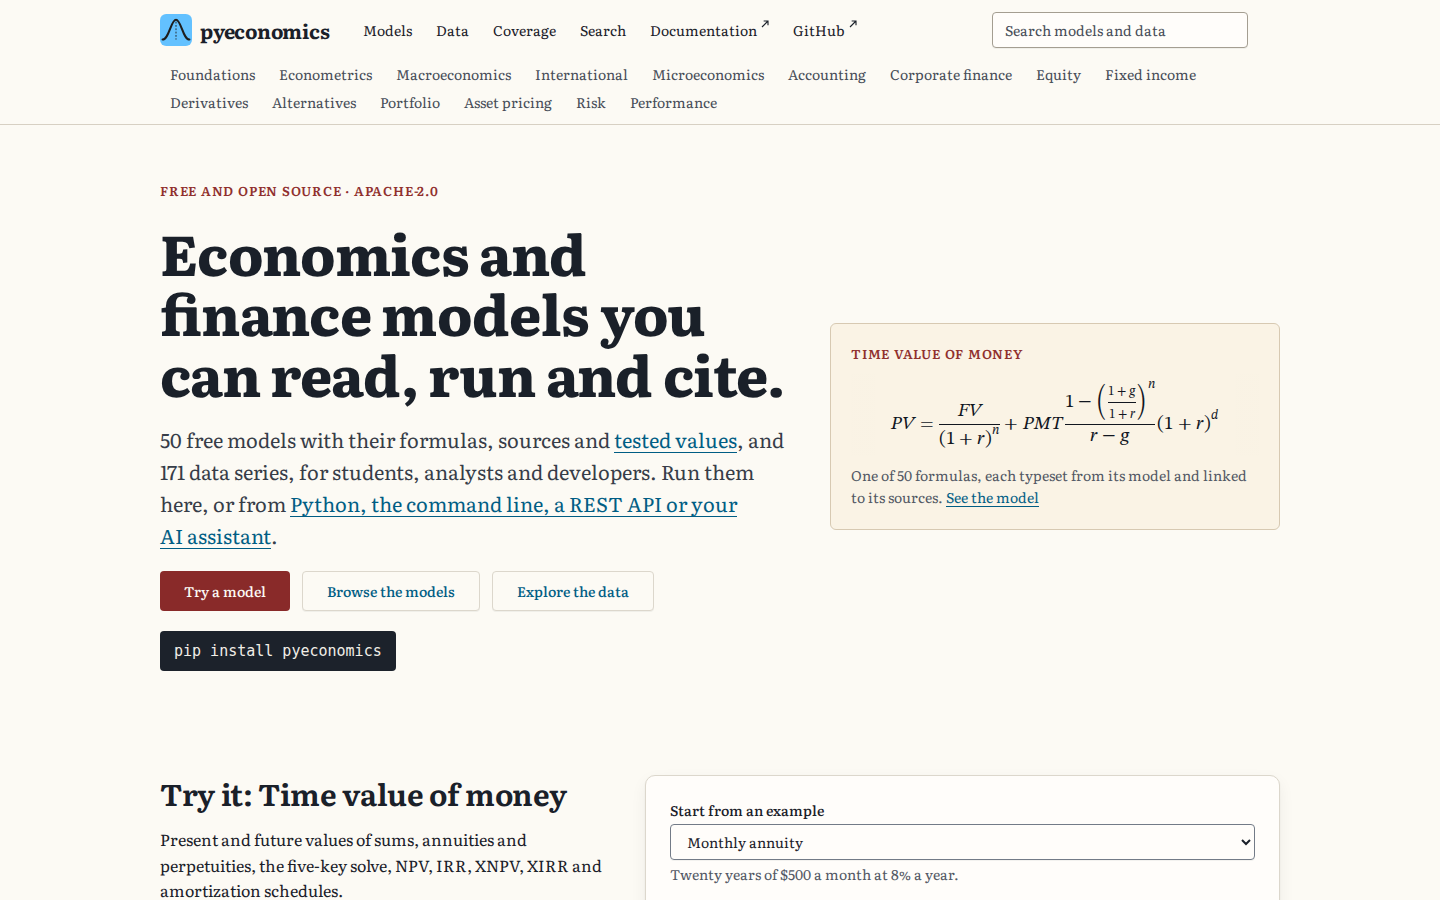 pyeconomics
Models Data Coverage Search Documentation ↗ GitHub ↗
Search models and data
Foundations Econometrics Macroeconomics International Microeconomics Accounting Corporate finance Equity Fixed income
Derivatives Alternatives Portfolio Asset pricing Risk Performance
FREE AND OPEN SOURCE · APACHE-2.0
Economics and
finance models you
can read, run and cite.
50 free models with their formulas, sources and tested values, and
171 data series, for students, analysts and developers. Run them
here, or from Python, the command line, a REST API or your
AI assistant.
Try a model Browse the models Explore the data
pip install pyeconomics
TIME VALUE OF MONEY
PV = FV / (1 + r)^n + PMT (1 − ((1 + g) / (1 + r))^n) / (r − g) (1 + r)^d
One of 50 formulas, each typeset from its model and linked
to its sources. See the model
Try it: Time value of money
Present and future values of sums, annuities and
perpetuities, the five-key solve, NPV, IRR, XNPV, XIRR and
amortization schedules.
Start from an example
Monthly annuity
Twenty years of $500 a month at 8% a year.